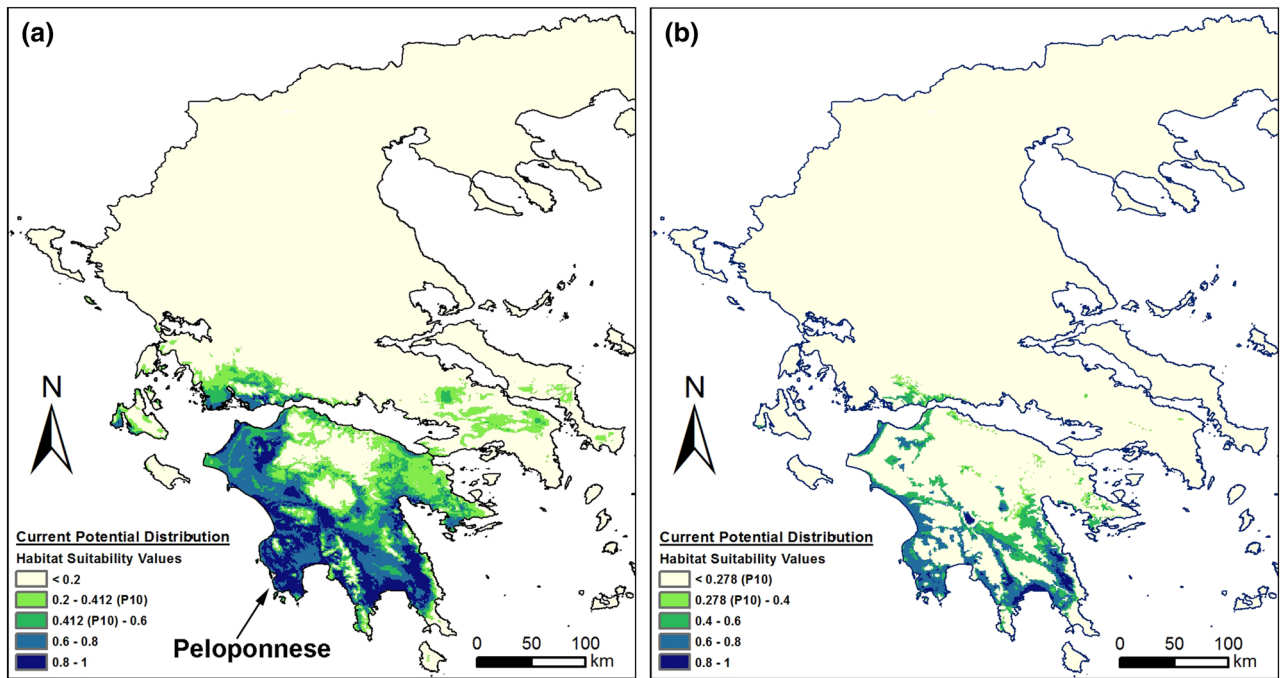 (a)
N
Current Potential Distribution
Habitat Suitability Values
< 0.2
0.2 - 0.412 (P10)
0.412 (P10) - 0.6
0.6 - 0.8
0.8 - 1
Peloponnese
0 50 100
km
(b)
N
Current Potential Distribution
Habitat Suitability Values
< 0.278 (P10)
0.278 (P10) - 0.4
0.4 - 0.6
0.6 - 0.8
0.8 - 1
0 50 100
km